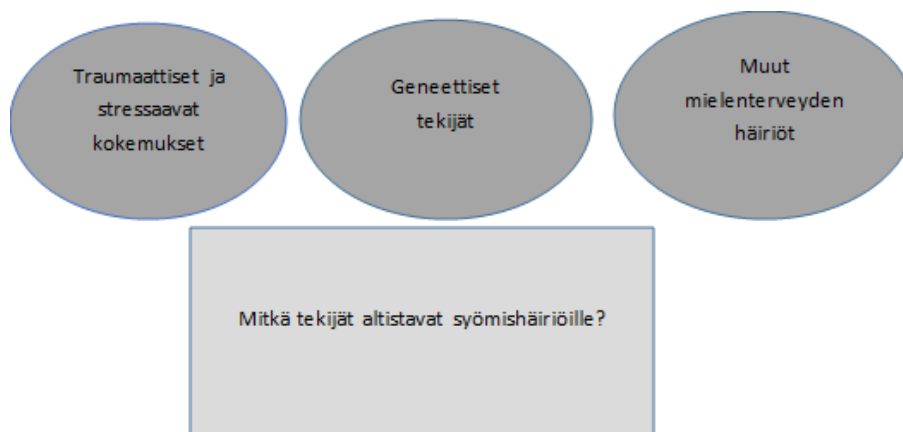 Traumaattiset ja
stressaavat
kokemukset
Geneettiset
tekijät
Muut
mielenterveyden
häiriöt
Mitkä tekijät altistavat syömishäiriöille?